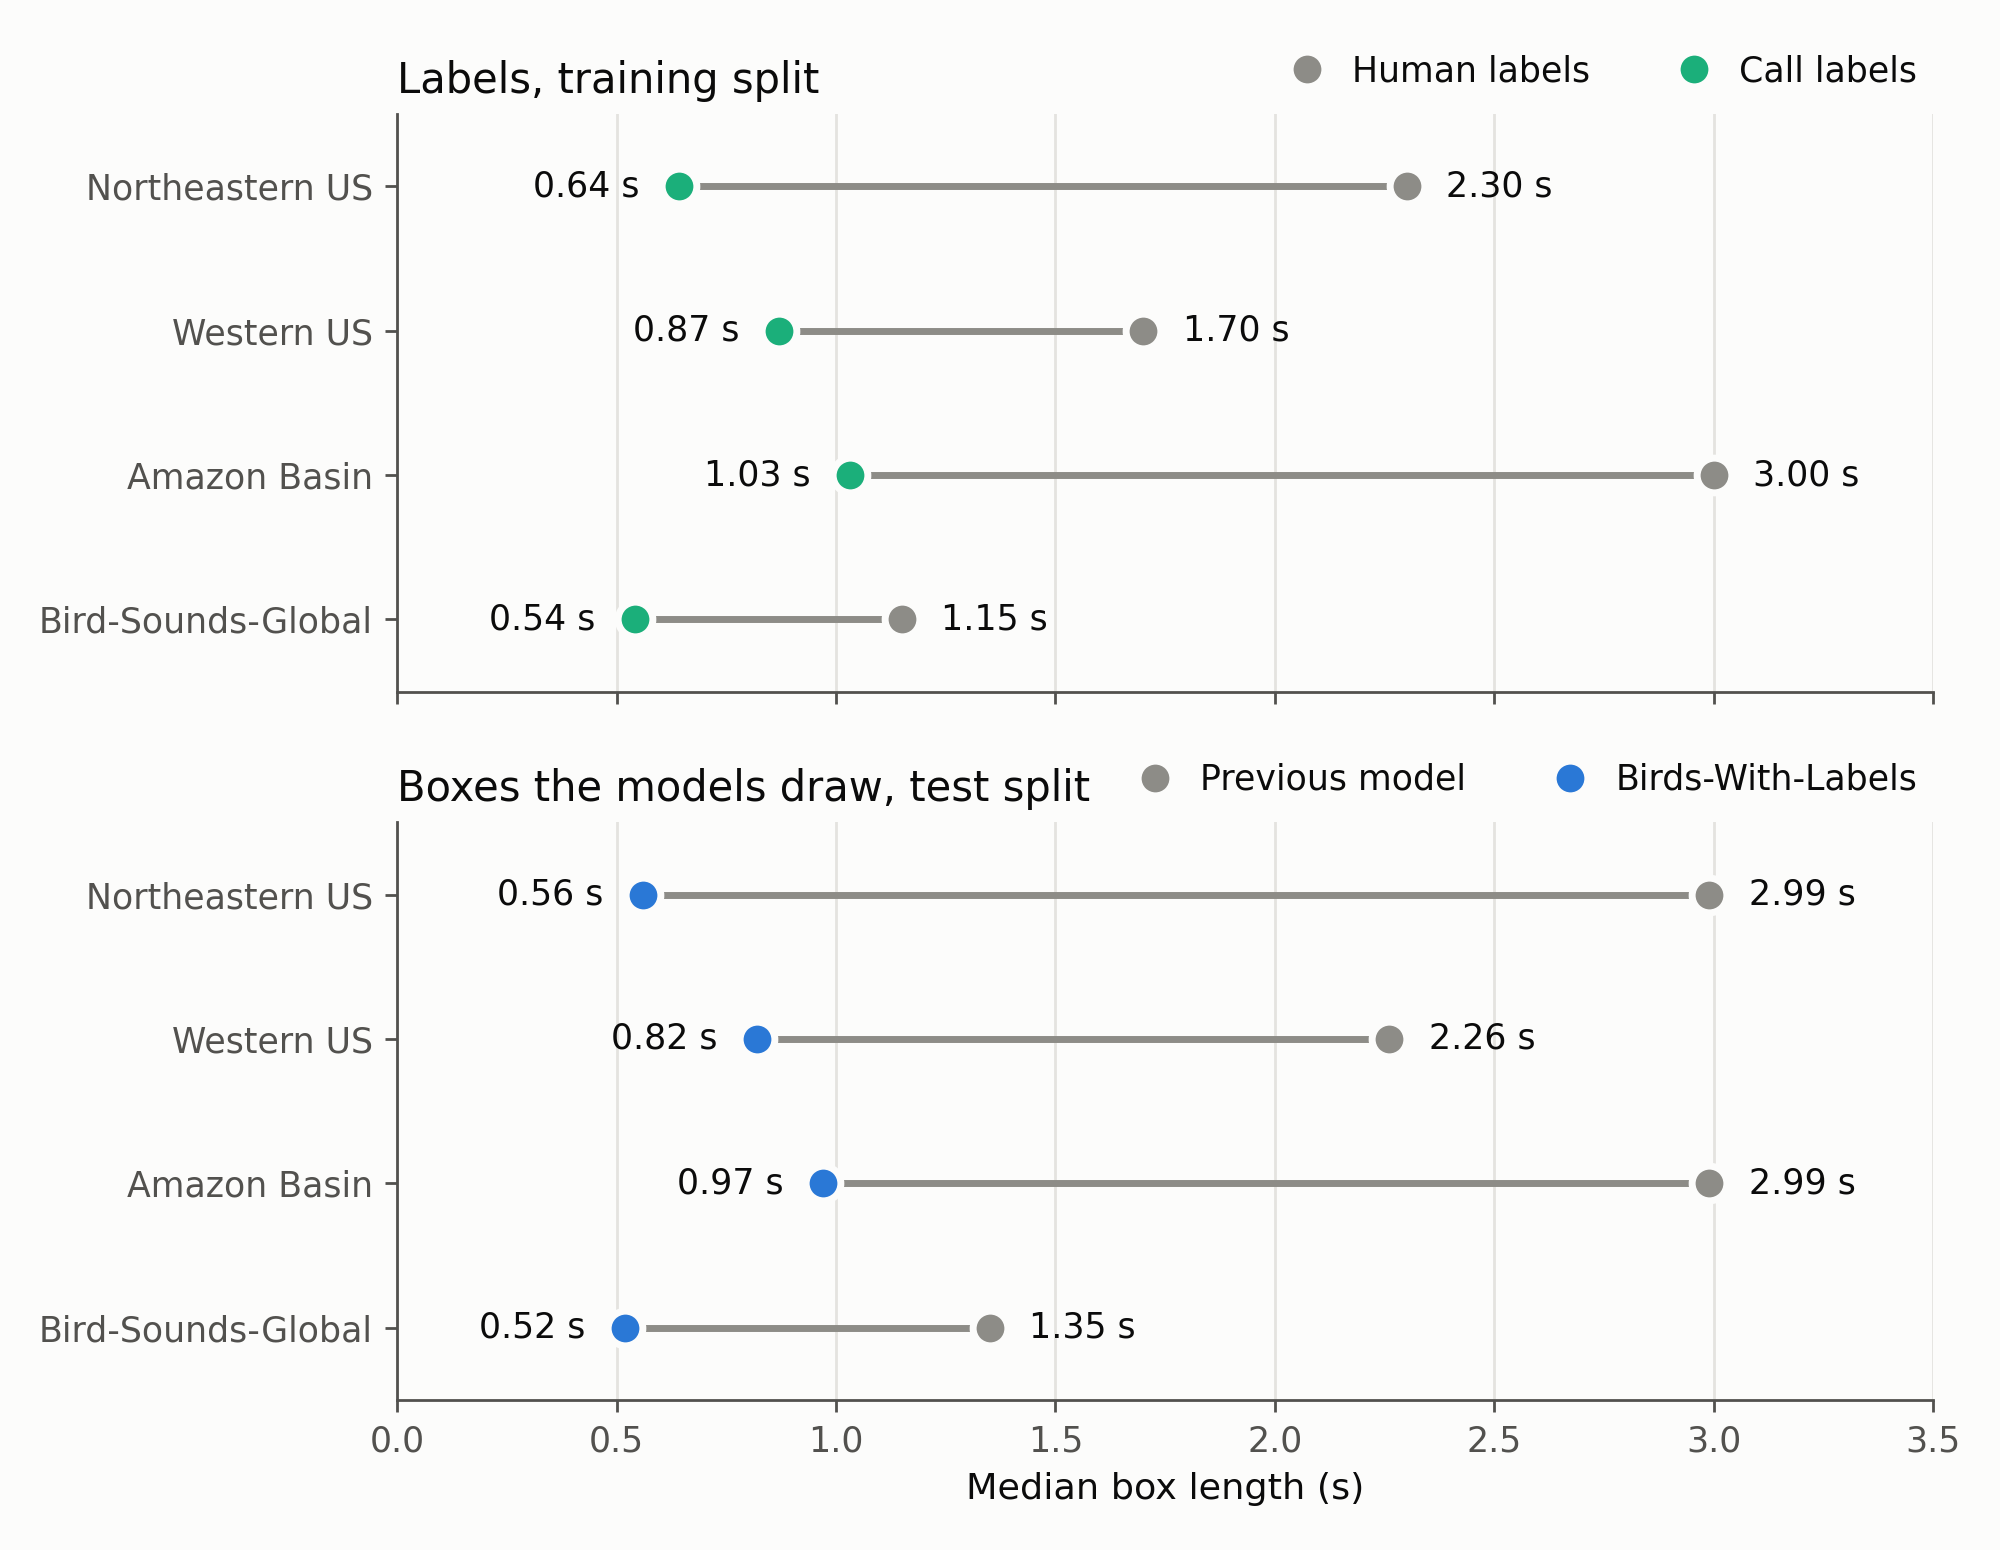 Labels, training split
Human labels
Call labels
Northeastern US
0.64 s
2.30 s
Western US
0.87 s
1.70 s
Amazon Basin
1.03 s
3.00 s
Bird-Sounds-Global
0.54 s
1.15 s
Boxes the models draw, test split
Previous model
Birds-With-Labels
Northeastern US
0.56 s
2.99 s
Western US
0.82 s
2.26 s
Amazon Basin
0.97 s
2.99 s
Bird-Sounds-Global
0.52 s
1.35 s
0.0 0.5 1.0 1.5 2.0 2.5 3.0 3.5
Median box length (s)